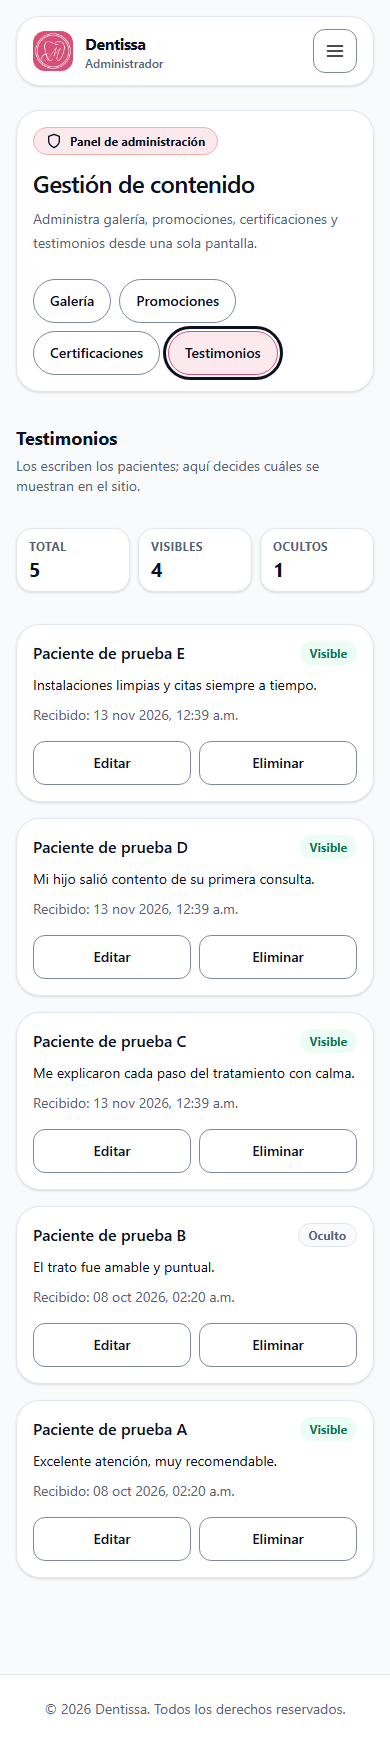 Dentissa
Administrador
Panel de administración
Gestión de contenido
Administra galería, promociones, certificaciones y
testimonios desde una sola pantalla.
Galería
Promociones
Certificaciones
Testimonios
Testimonios
Los escriben los pacientes; aquí decides cuáles se
muestran en el sitio.
TOTAL
5
VISIBLES
4
OCULTOS
1
Paciente de prueba E
Visible
Instalaciones limpias y citas siempre a tiempo.
Recibido: 13 nov 2026, 12:39 a.m.
Editar
Eliminar
Paciente de prueba D
Visible
Mi hijo salió contento de su primera consulta.
Recibido: 13 nov 2026, 12:39 a.m.
Editar
Eliminar
Paciente de prueba C
Visible
Me explicaron cada paso del tratamiento con calma.
Recibido: 13 nov 2026, 12:39 a.m.
Editar
Eliminar
Paciente de prueba B
Oculto
El trato fue amable y puntual.
Recibido: 08 oct 2026, 02:20 a.m.
Editar
Eliminar
Paciente de prueba A
Visible
Excelente atención, muy recomendable.
Recibido: 08 oct 2026, 02:20 a.m.
Editar
Eliminar
© 2026 Dentissa. Todos los derechos reservados.